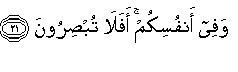 وَفِىٓ أَنفُسِكُمْ ۚ أَفَلَا تُبْصِرُونَ ﴿٢١﴾